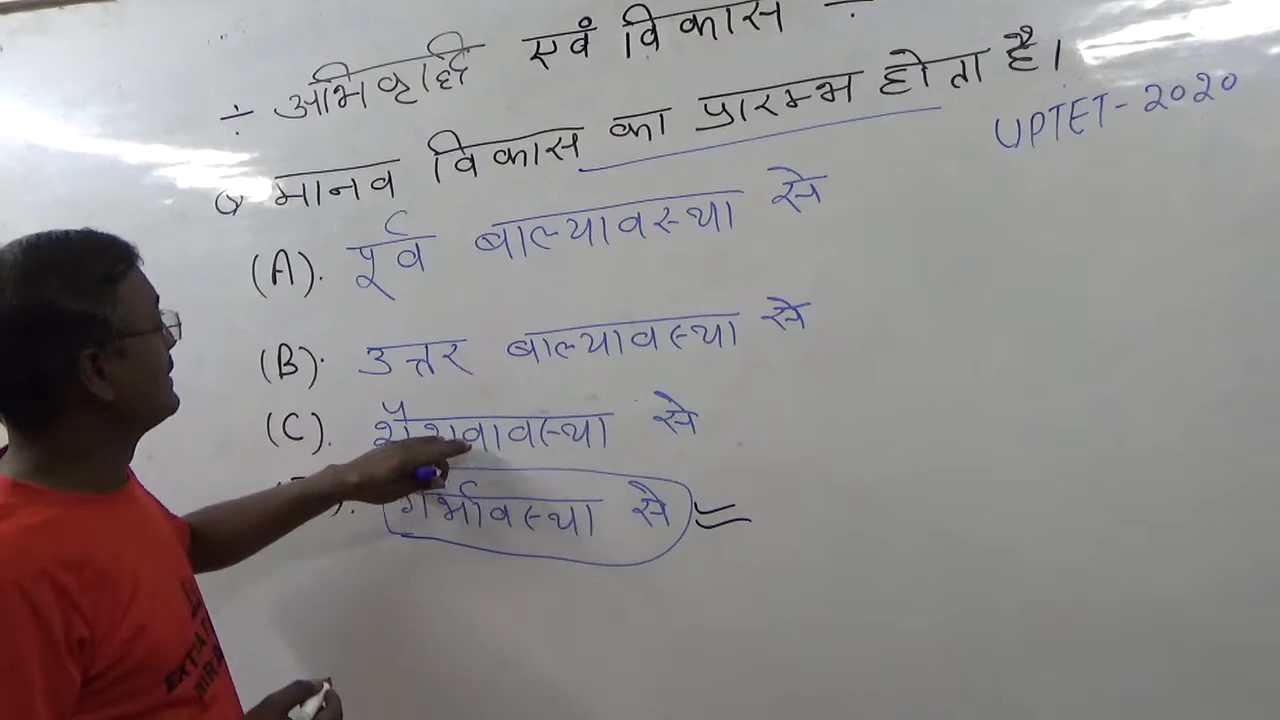 ÷ अभिवृद्धि एवं विकास ÷
Q मानव विकास का प्रारम्भ होता है।
UPTET-2020
(A). पूर्व बाल्यावस्था से
(B). उत्तर बाल्यावस्था से
(C). शैशवावस्था से
गर्भावस्था से